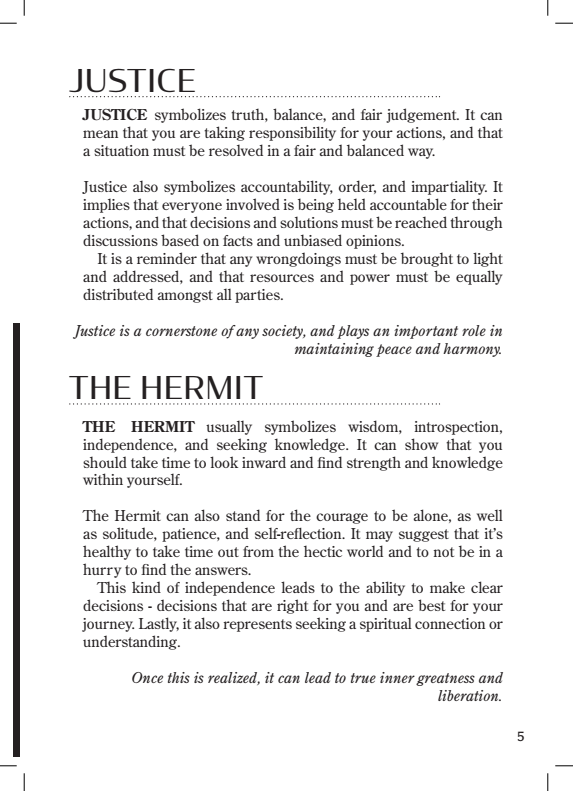 JUSTICE
JUSTICE symbolizes truth, balance, and fair judgement. It can
mean that you are taking responsibility for your actions, and that
a situation must be resolved in a fair and balanced way.
Justice also symbolizes accountability, order, and impartiality. It
implies that everyone involved is being held accountable for their
actions, and that decisions and solutions must be reached through
discussions based on facts and unbiased opinions.
It is a reminder that any wrongdoings must be brought to light
and addressed, and that resources and power must be equally
distributed amongst all parties.
Justice is a cornerstone of any society, and plays an important role in
maintaining peace and harmony.
THE HERMIT
THE HERMIT usually symbolizes wisdom, introspection,
independence, and seeking knowledge. It can show that you
should take time to look inward and find strength and knowledge
within yourself.
The Hermit can also stand for the courage to be alone, as well
as solitude, patience, and self-reflection. It may suggest that it's
healthy to take time out from the hectic world and to not be in a
hurry to find the answers.
This kind of independence leads to the ability to make clear
decisions - decisions that are right for you and are best for your
journey. Lastly, it also represents seeking a spiritual connection or
understanding.
Once this is realized, it can lead to true inner greatness and
liberation.
5